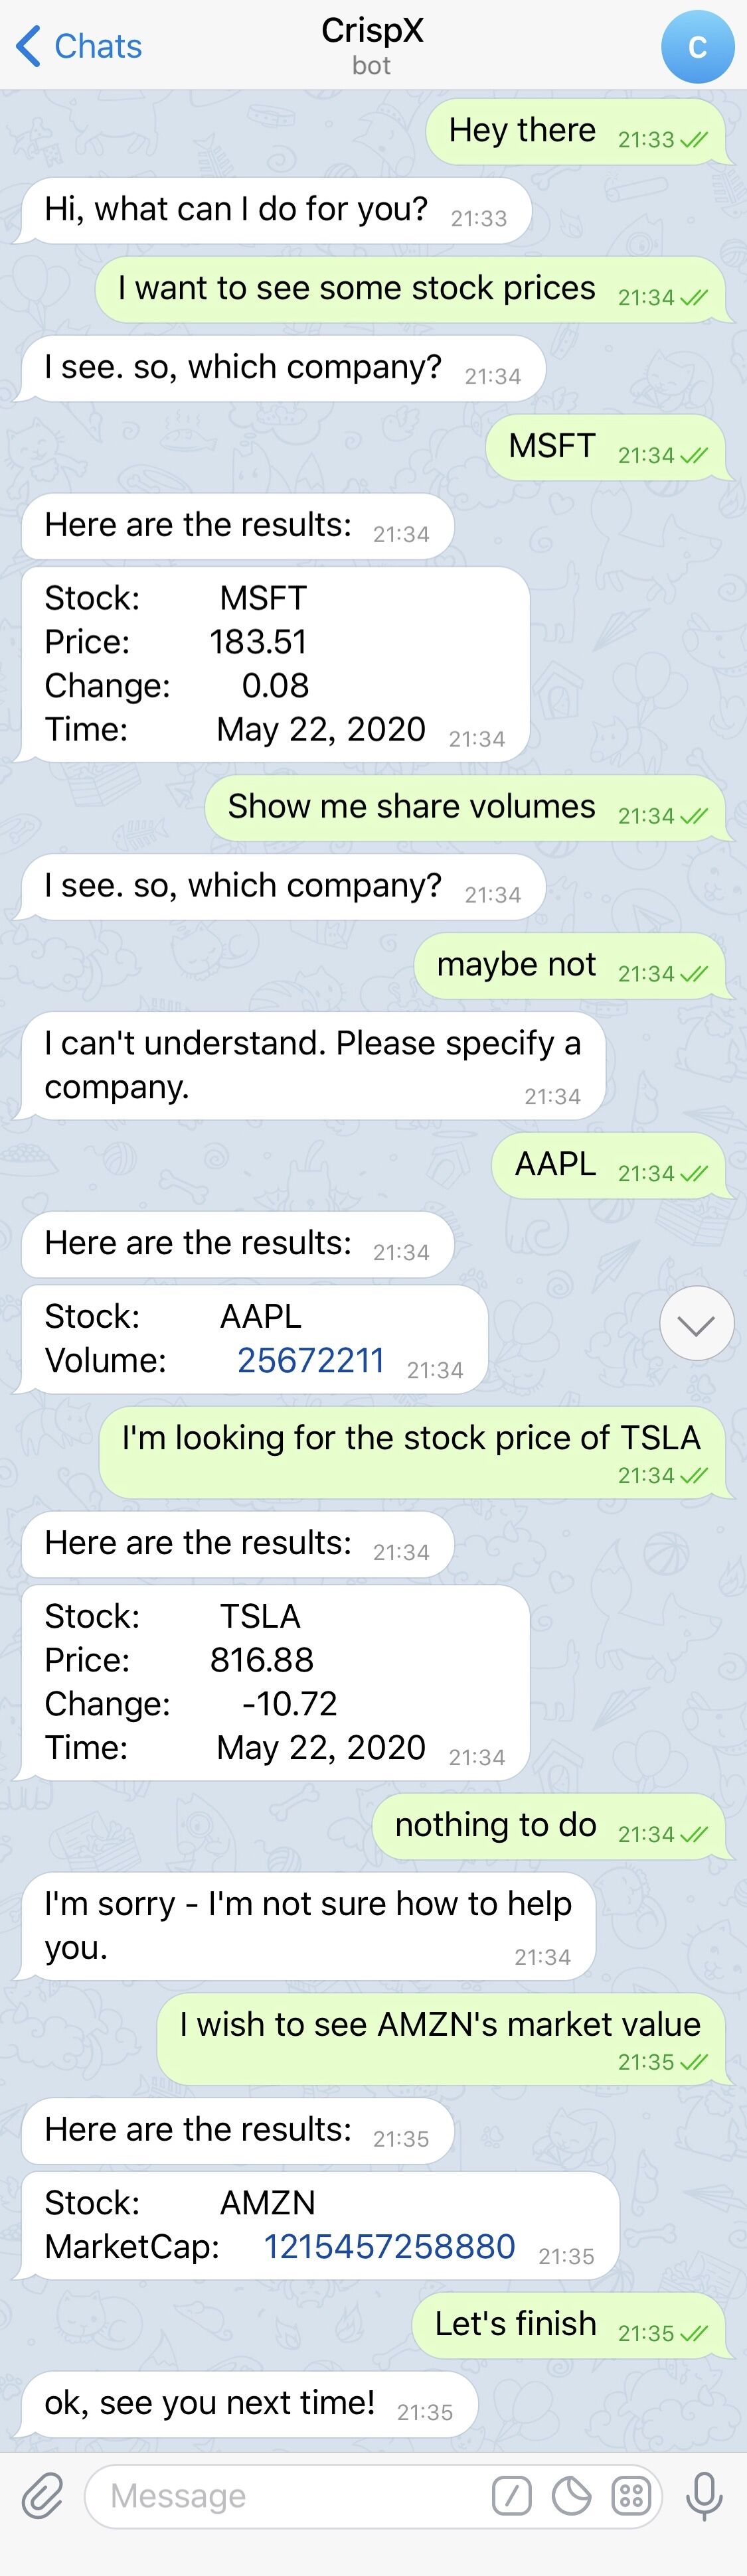 Chats
CrispX
bot
C
Hey there 21:33
Hi, what can I do for you? 21:33
I want to see some stock prices 21:34
I see. so, which company? 21:34
MSFT 21:34
Here are the results: 21:34
Stock: MSFT
Price: 183.51
Change: 0.08
Time: May 22, 2020 21:34
Show me share volumes 21:34
I see. so, which company? 21:34
maybe not 21:34
I can't understand. Please specify a
company. 21:34
AAPL 21:34
Here are the results: 21:34
Stock: AAPL
Volume: 25672211 21:34
I'm looking for the stock price of TSLA
21:34
Here are the results: 21:34
Stock: TSLA
Price: 816.88
Change: -10.72
Time: May 22, 2020 21:34
nothing to do 21:34
I'm sorry - I'm not sure how to help
you. 21:34
I wish to see AMZN's market value
21:35
Here are the results: 21:35
Stock: AMZN
MarketCap: 1215457258880 21:35
Let's finish 21:35
ok, see you next time! 21:35
Message